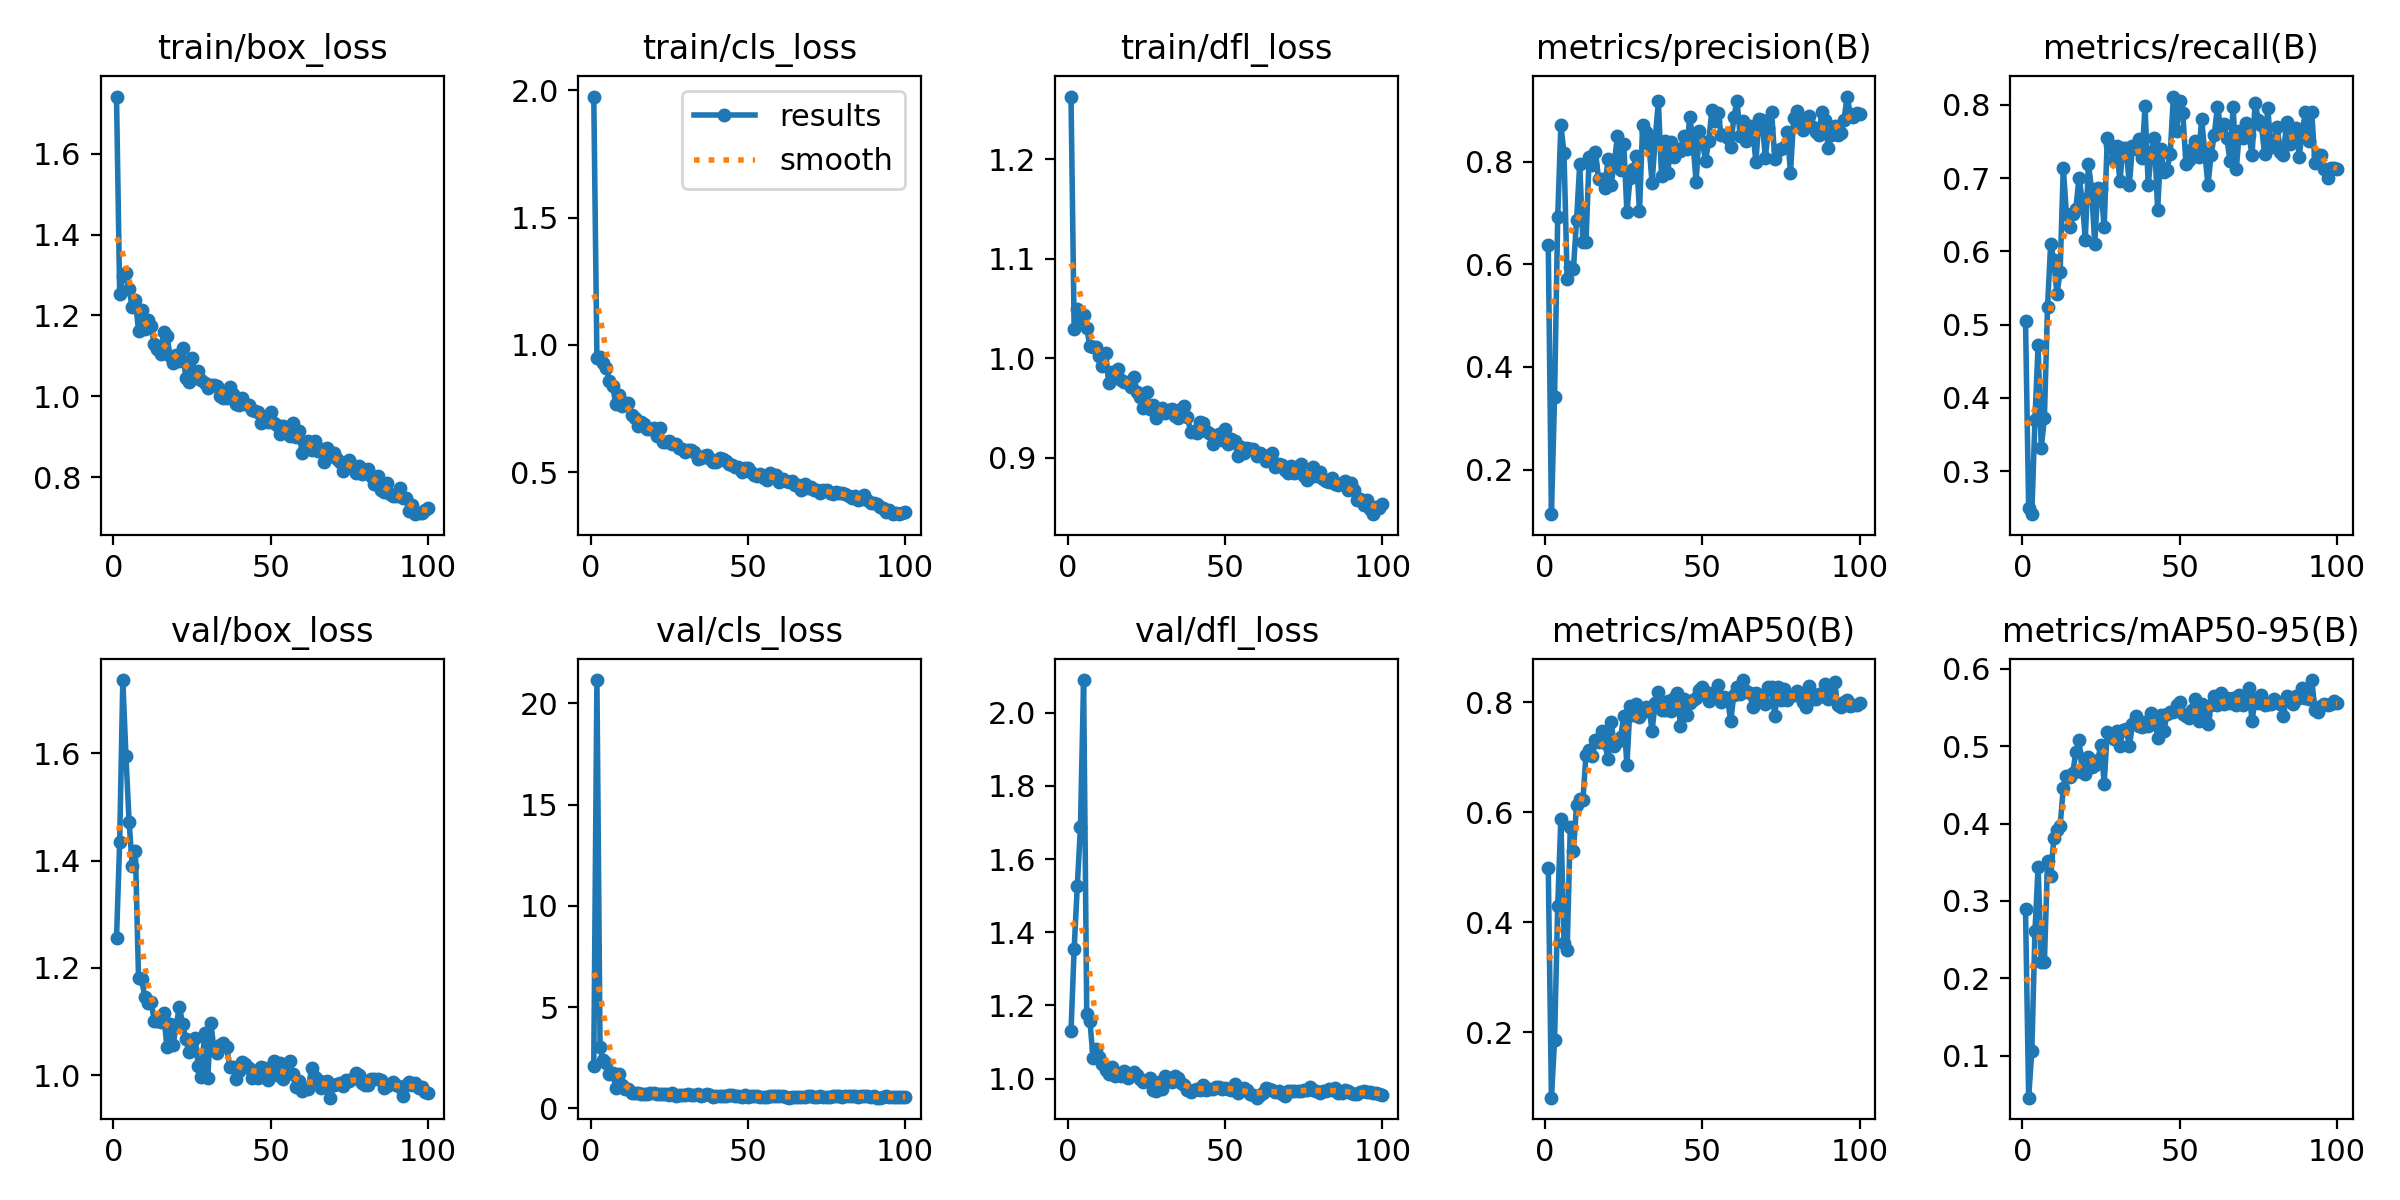 train/box_loss
1.6
1.4
1.2
1.0
0.8
0 50 100
train/cls_loss
results
smooth
2.0
1.5
1.0
0.5
0 50 100
train/dfl_loss
1.2
1.1
1.0
0.9
0 50 100
metrics/precision(B)
0.8
0.6
0.4
0.2
0 50 100
metrics/recall(B)
0.8
0.7
0.6
0.5
0.4
0.3
0 50 100
val/box_loss
1.6
1.4
1.2
1.0
0 50 100
val/cls_loss
20
15
10
5
0
0 50 100
val/dfl_loss
2.0
1.8
1.6
1.4
1.2
1.0
0 50 100
metrics/mAP50(B)
0.8
0.6
0.4
0.2
0 50 100
metrics/mAP50-95(B)
0.6
0.5
0.4
0.3
0.2
0.1
0 50 100